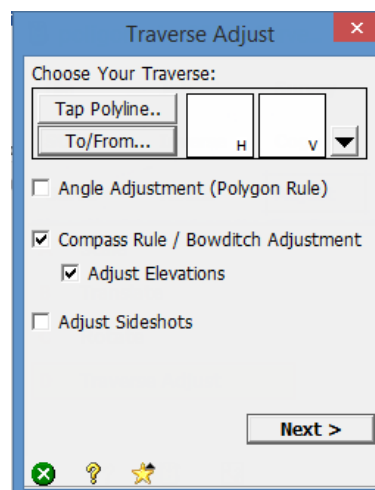 Traverse Adjust
Choose Your Traverse:
Tap Polyline..
To/From...
H
V
Angle Adjustment (Polygon Rule)
Compass Rule / Bowditch Adjustment
Adjust Elevations
Adjust Sideshots
Next >